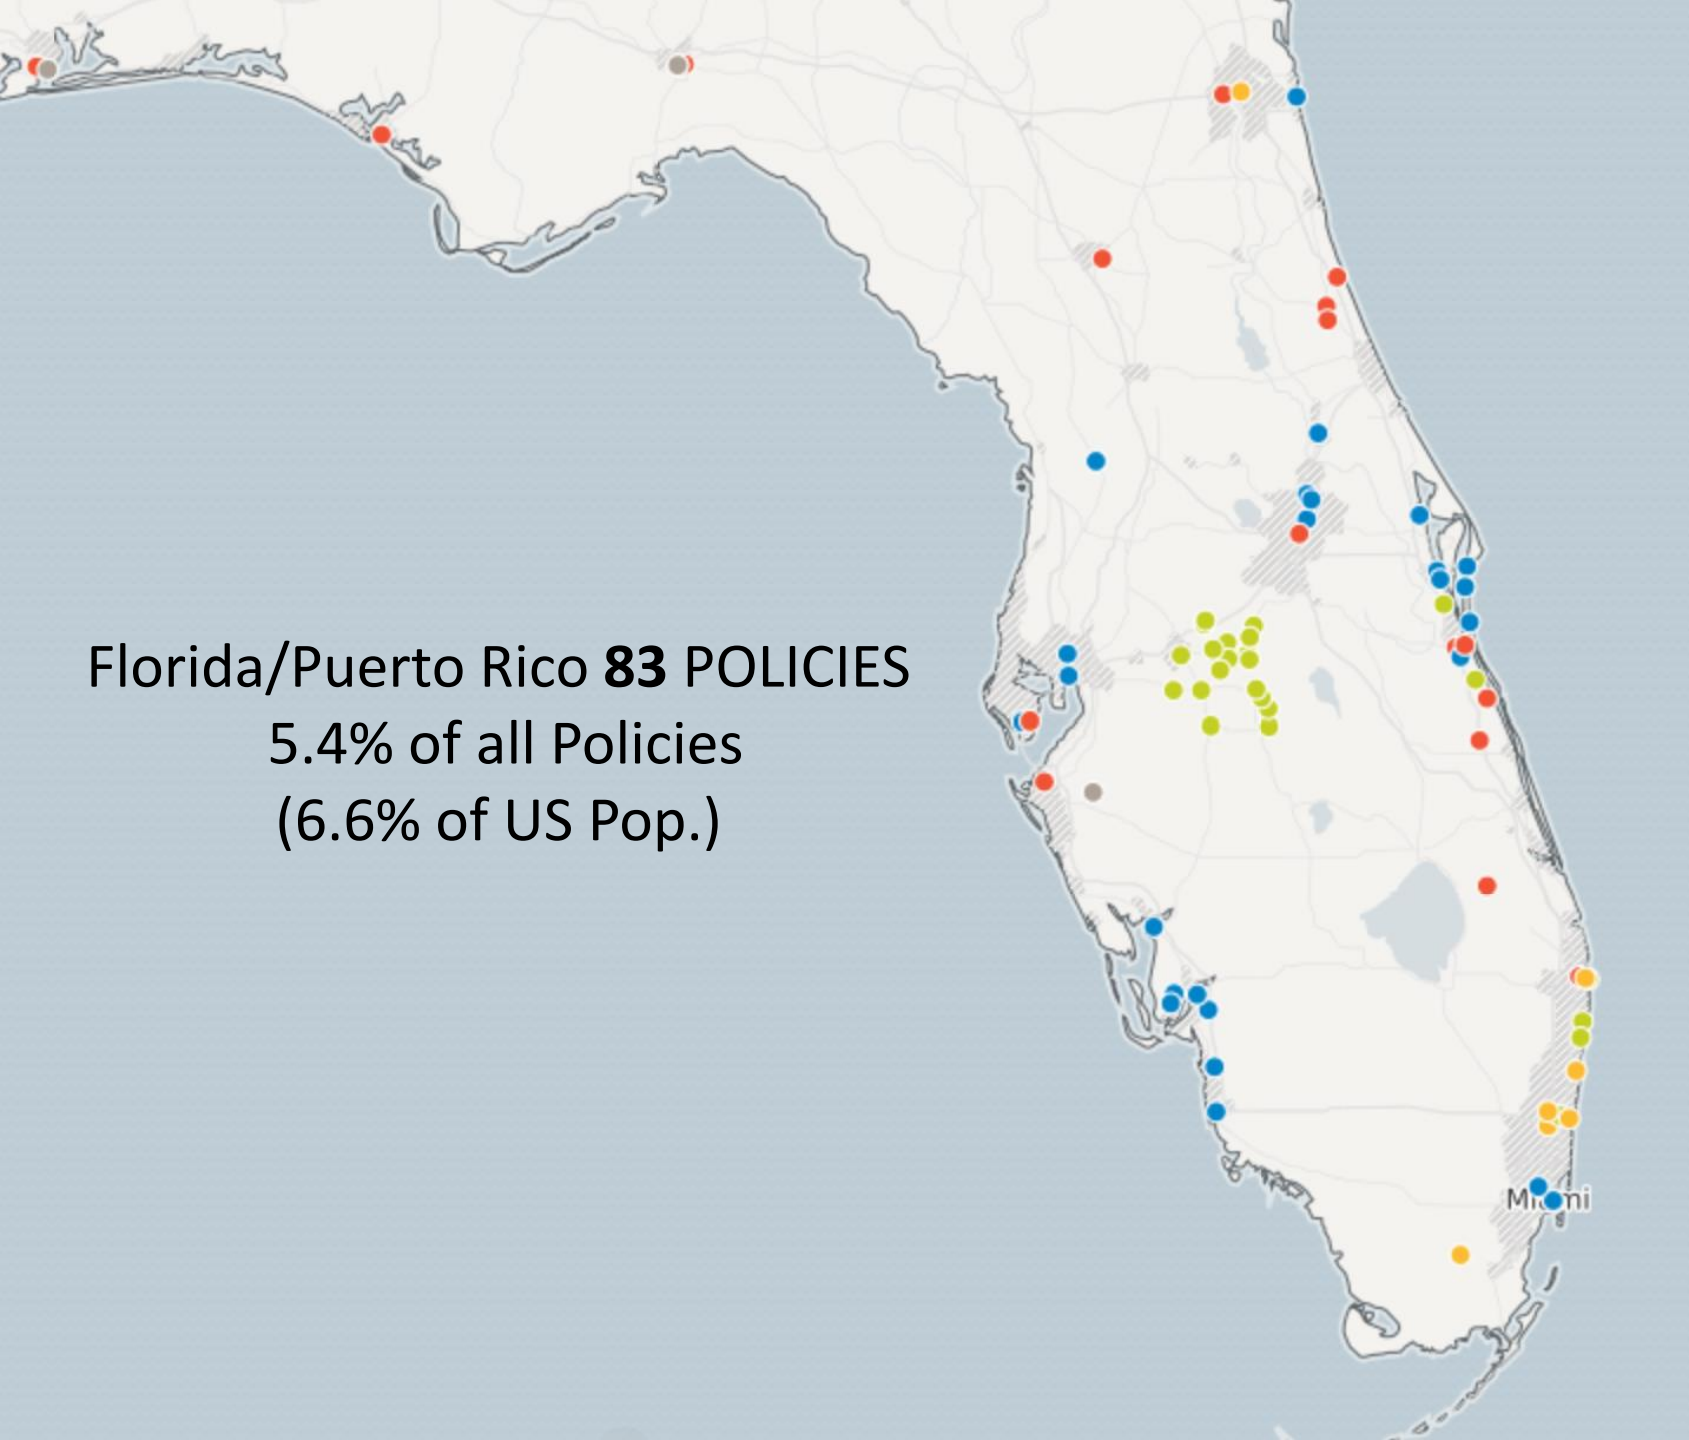 Florida/Puerto Rico 83 POLICIES
5.4% of all Policies
(6.6% of US Pop.)